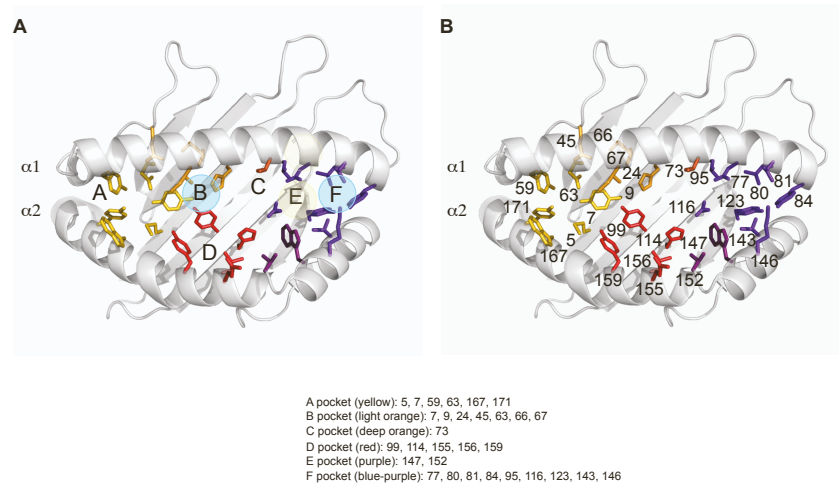 A
B
α1
α2
A
B
C
D
E
F
α1
α2
45
66
67
24
73
95
77
80
81
84
59
63
9
171
7
116
123
5
99
114
147
143
167
156
146
159
155
152
A pocket (yellow): 5, 7, 59, 63, 167, 171
B pocket (light orange): 7, 9, 24, 45, 63, 66, 67
C pocket (deep orange): 73
D pocket (red): 99, 114, 155, 156, 159
E pocket (purple): 147, 152
F pocket (blue-purple): 77, 80, 81, 84, 95, 116, 123, 143, 146